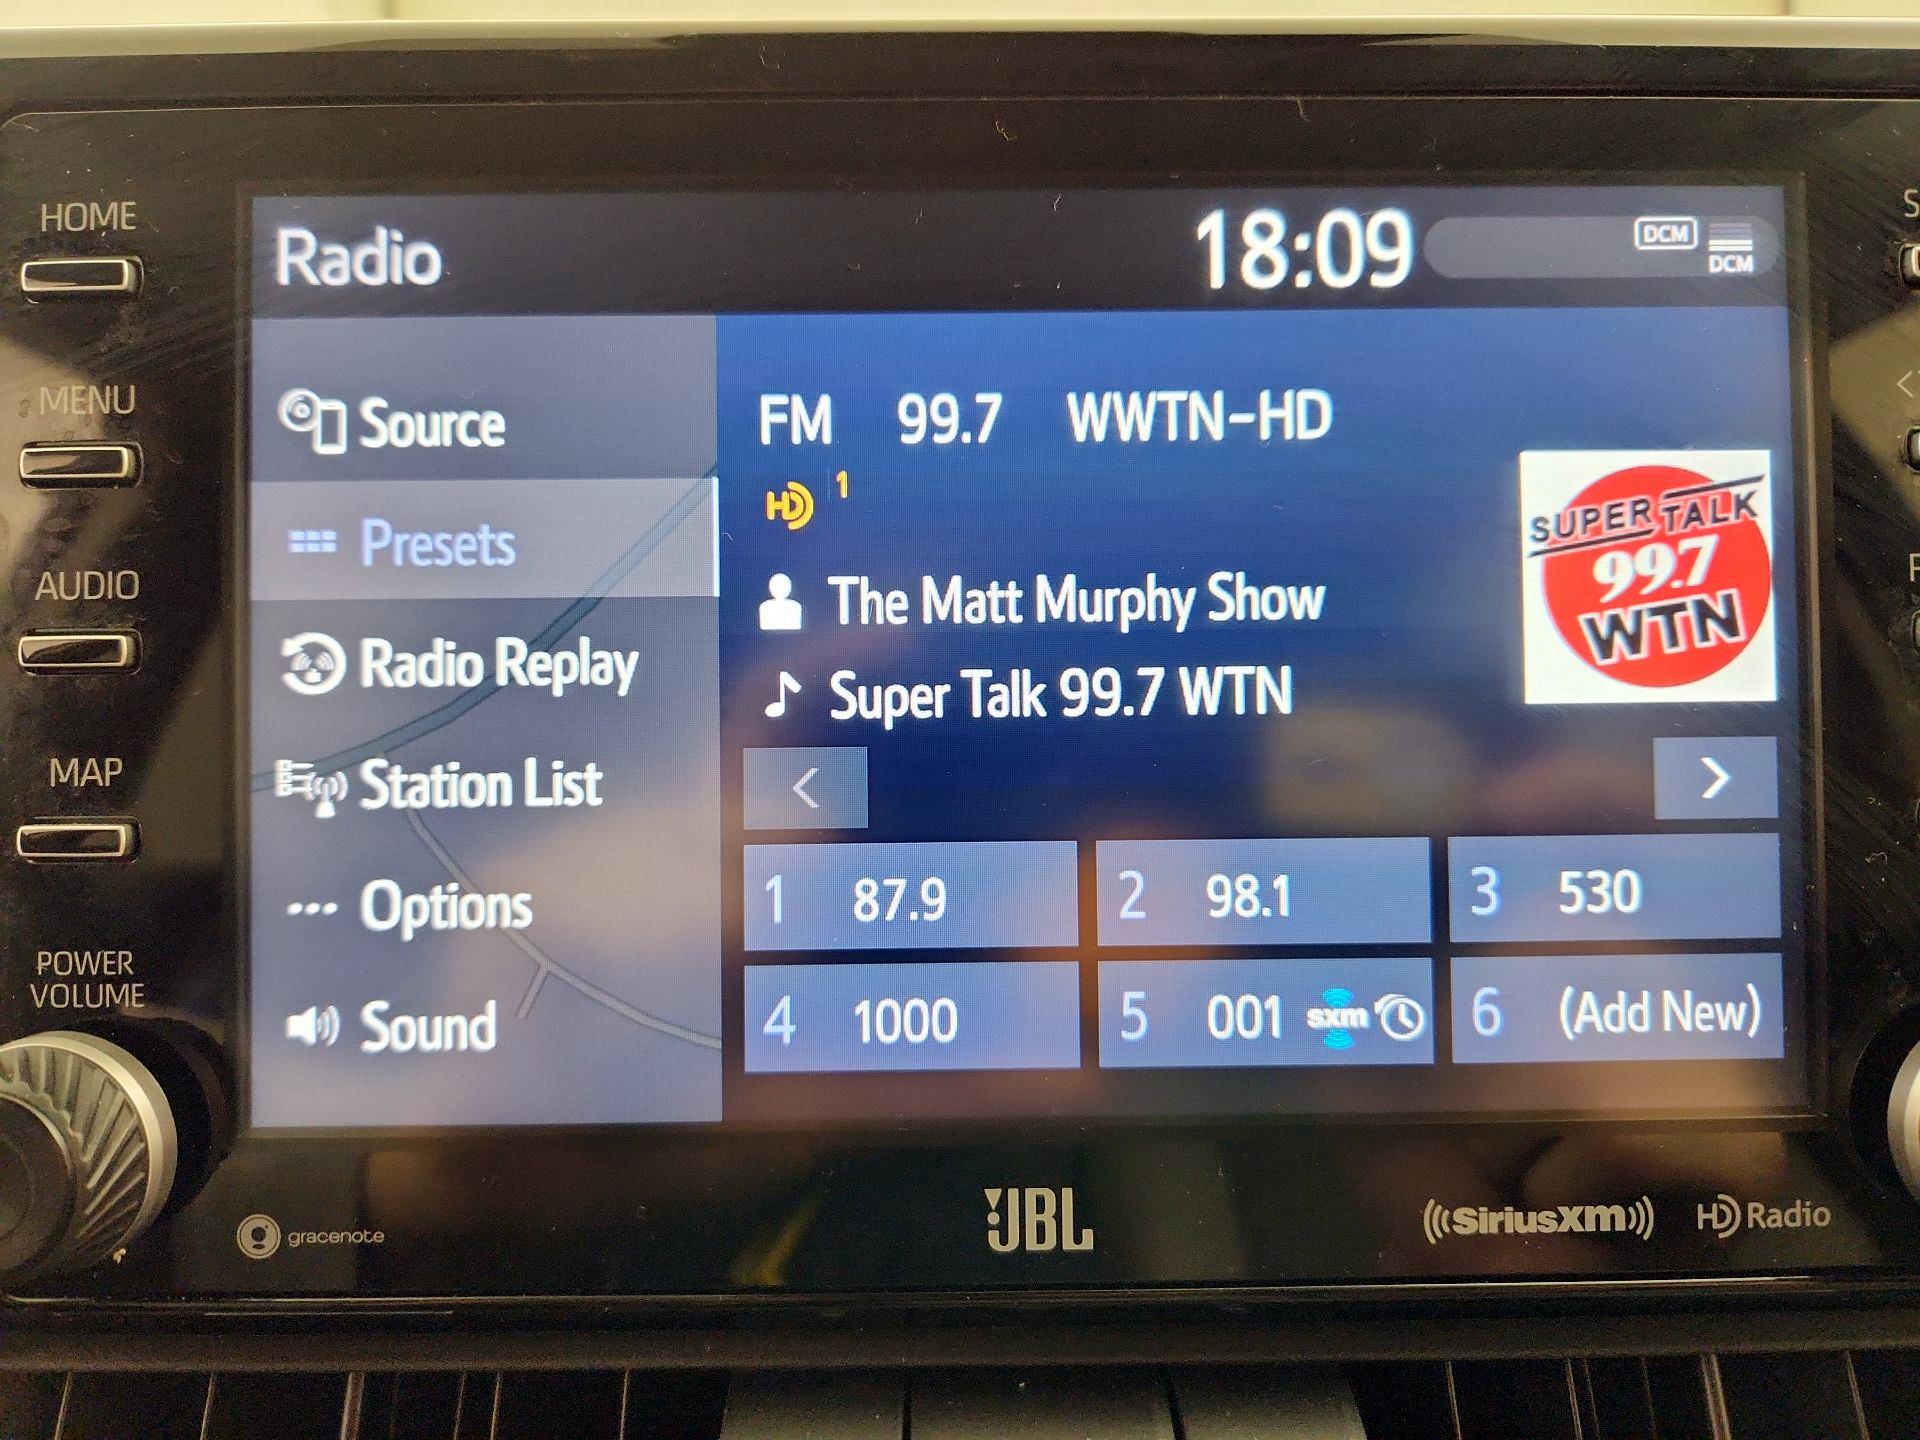 HOME
MENU
AUDIO
MAP
POWER
VOLUME
Radio
18:09
DCM
DCM
Source
Presets
Radio Replay
Station List
Options
Sound
FM 99.7 WWTN-HD
HD 1
The Matt Murphy Show
Super Talk 99.7 WTN
SUPER TALK
99.7
WTN
<
>
1 87.9
2 98.1
3 530
4 1000
5 001 sxm
6 (Add New)
gracenote
JBL
((SiriusXM))
HD Radio